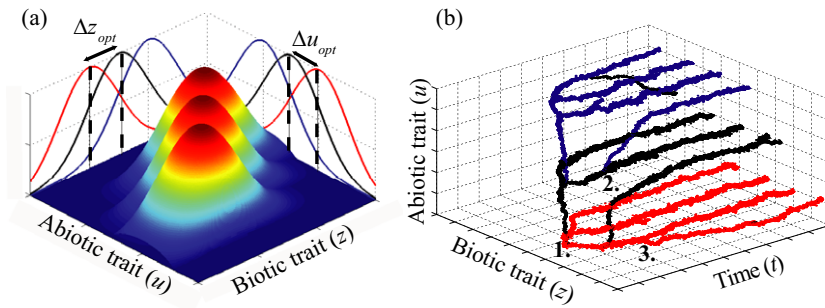 (a)
Δz_opt
Δu_opt
Abiotic trait (u)
Biotic trait (z)
(b)
Abiotic trait (u)
Biotic trait (z)
Time (t)
1.
2.
3.